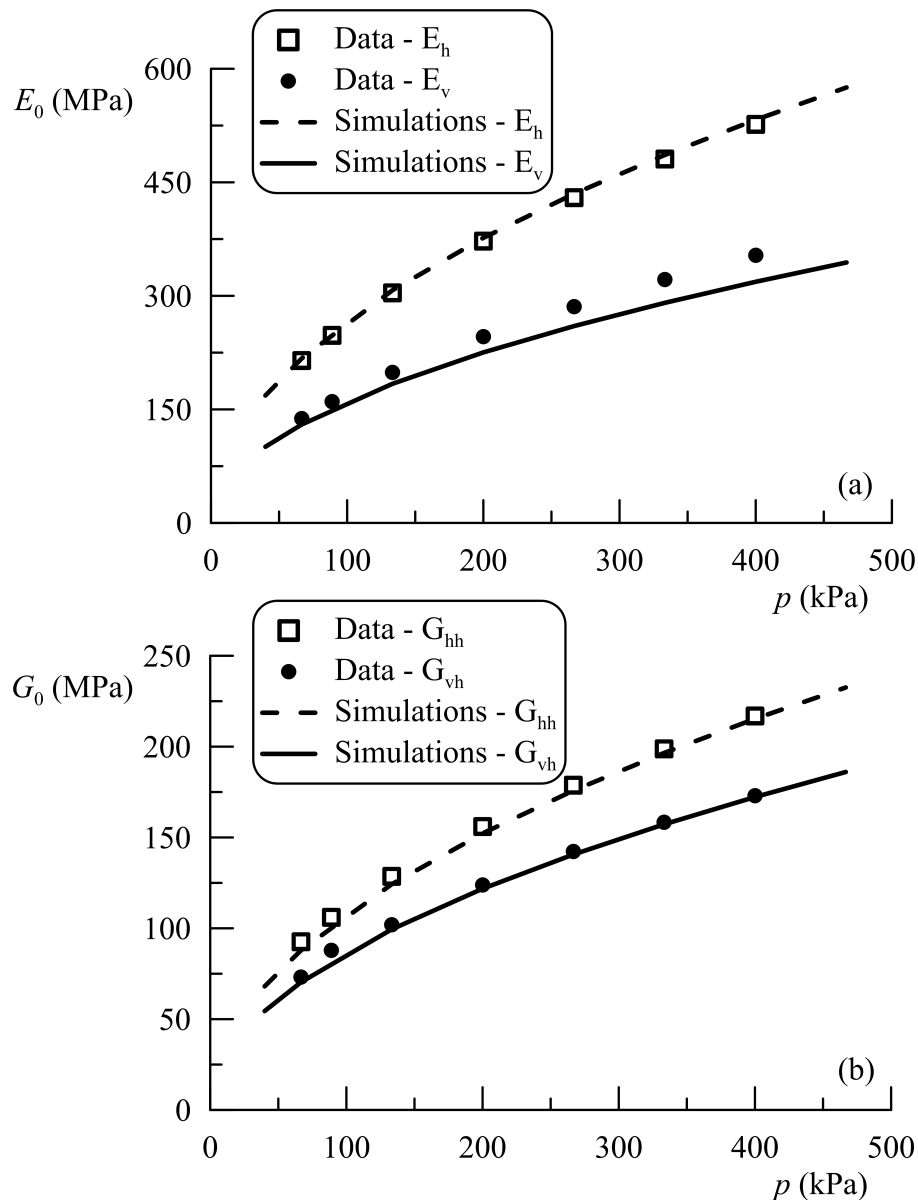 Data - E_h
Data - E_v
Simulations - E_h
Simulations - E_v
E_0 (MPa)
600
450
300
150
0
(a)
0 100 200 300 400 500
p (kPa)
Data - G_hh
Data - G_vh
Simulations - G_hh
Simulations - G_vh
G_0 (MPa)
250
200
150
100
50
0
(b)
0 100 200 300 400 500
p (kPa)